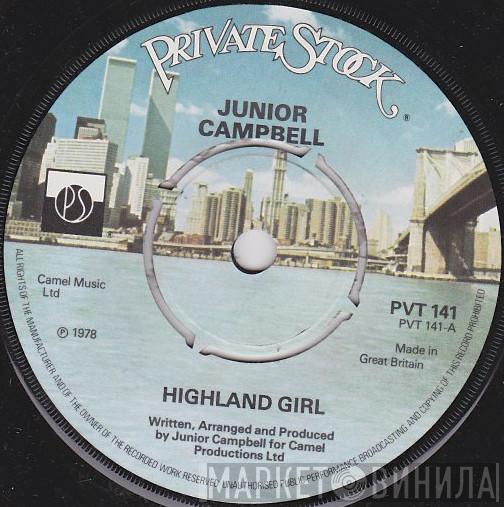 PRIVATE STOCK
®
JUNIOR
CAMPBELL
PS
Camel Music
Ltd
℗ 1978
PVT 141
PVT 141-A
Made in
Great Britain
HIGHLAND GIRL
Written, Arranged and Produced
by Junior Campbell for Camel
Productions Ltd
ALL RIGHTS OF THE MANUFACTURER AND OF THE OWNER OF THE RECORDED WORK RESERVED UNAUTHORISED PUBLIC PERFORMANCE BROADCASTING AND COPYING OF THIS RECORD PROHIBITED
МАРКЕТ ВИНИЛА